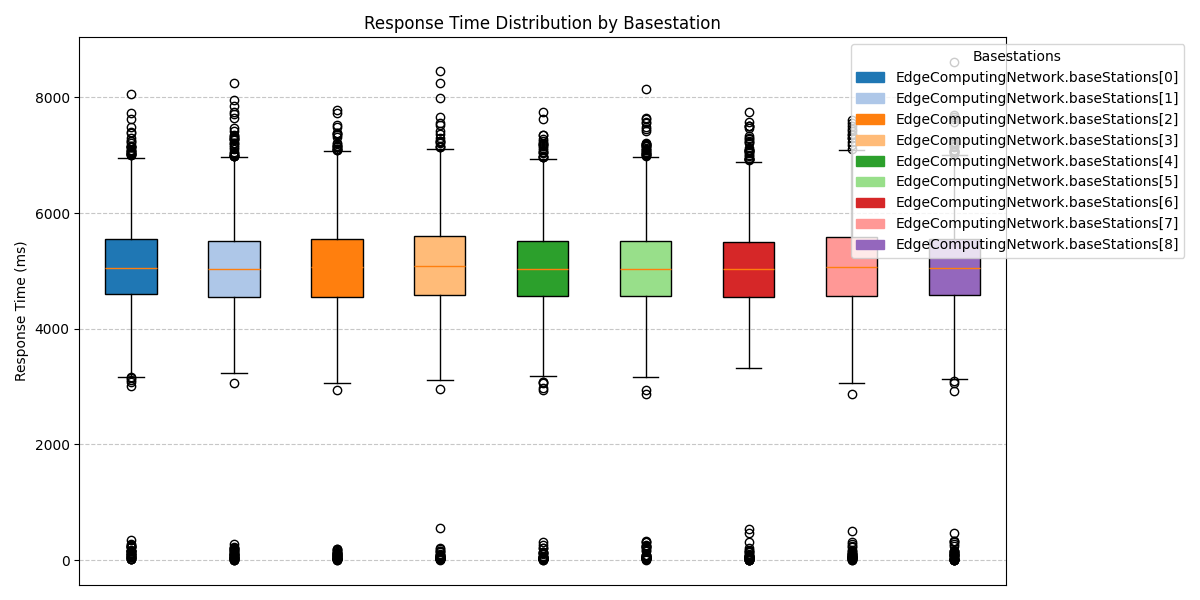 Response Time Distribution by Basestation
Basestations
EdgeComputingNetwork.baseStations[0]
EdgeComputingNetwork.baseStations[1]
EdgeComputingNetwork.baseStations[2]
EdgeComputingNetwork.baseStations[3]
EdgeComputingNetwork.baseStations[4]
EdgeComputingNetwork.baseStations[5]
EdgeComputingNetwork.baseStations[6]
EdgeComputingNetwork.baseStations[7]
EdgeComputingNetwork.baseStations[8]
Response Time (ms)
8000
6000
4000
2000
0